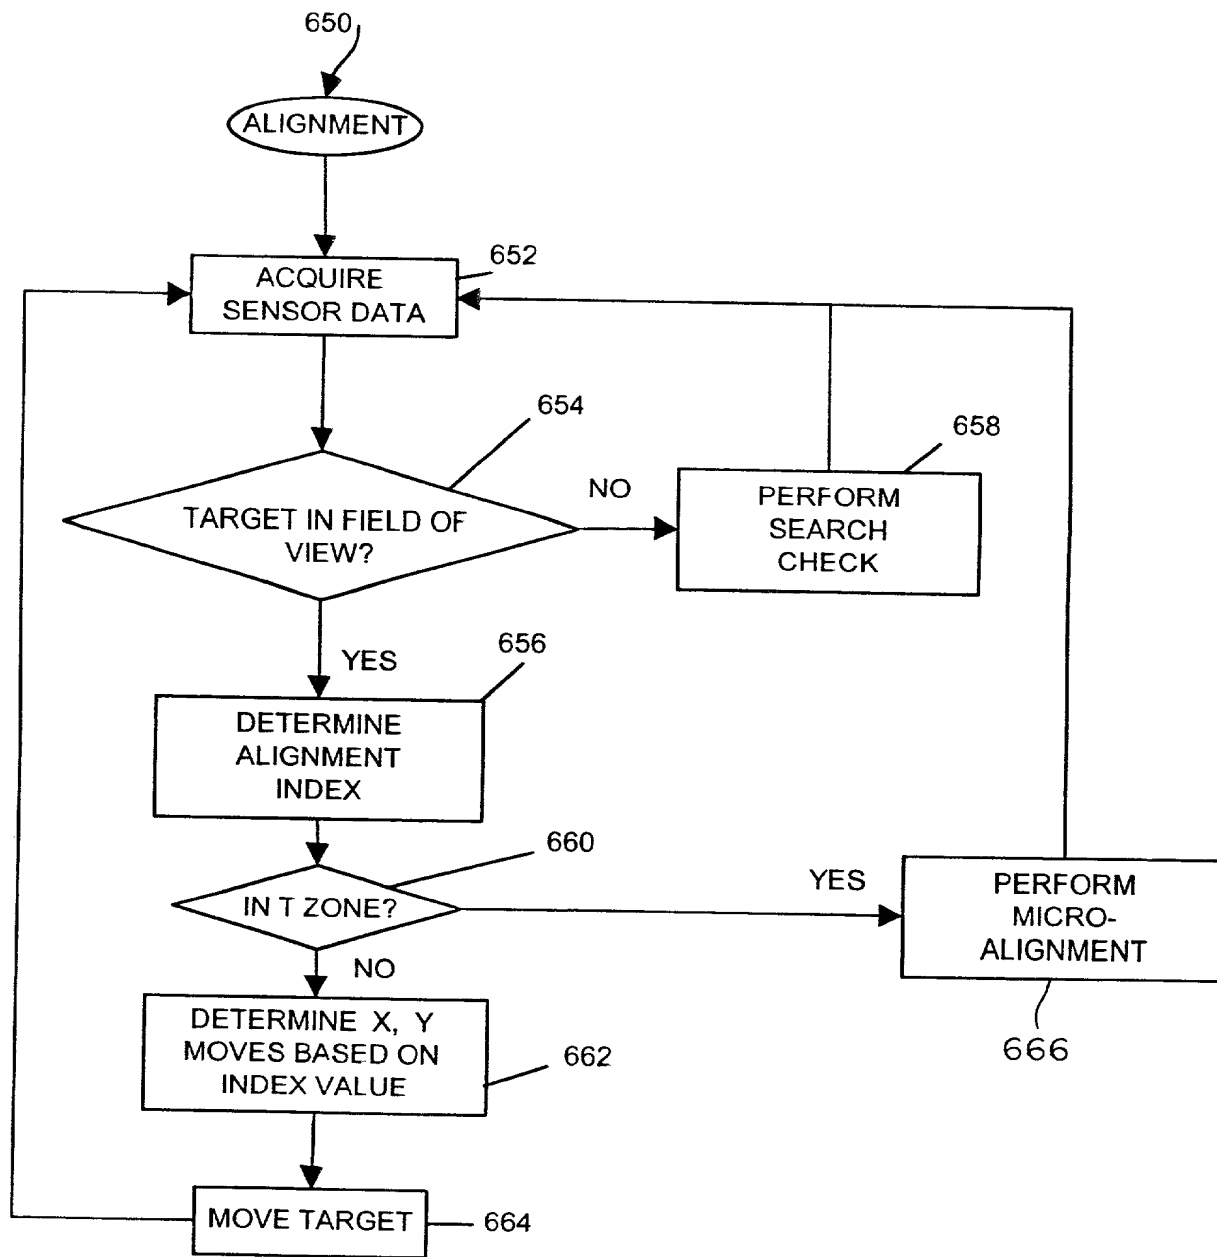 650
ALIGNMENT
652
ACQUIRE
SENSOR DATA
654
TARGET IN FIELD OF
VIEW?
NO
658
PERFORM
SEARCH
CHECK
YES
656
DETERMINE
ALIGNMENT
INDEX
660
IN T ZONE?
YES
PERFORM
MICRO-
ALIGNMENT
666
NO
DETERMINE X, Y
MOVES BASED ON
INDEX VALUE
662
MOVE TARGET
664